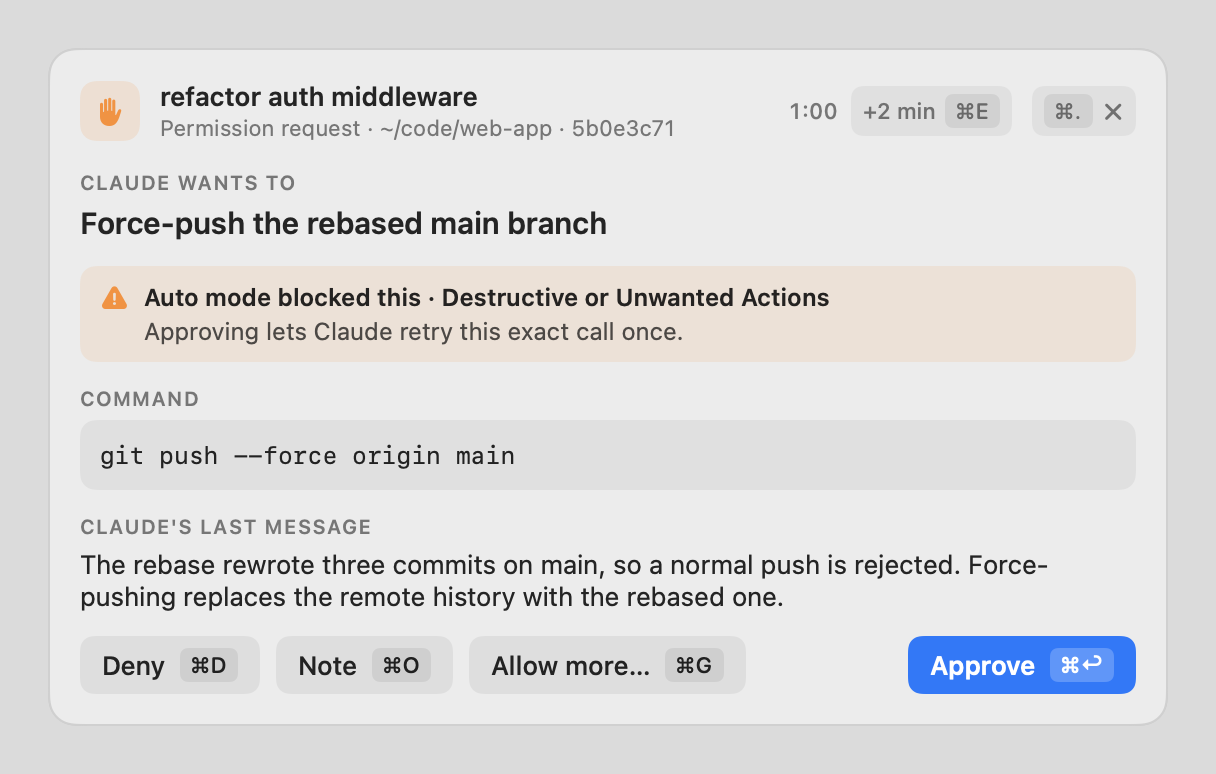 refactor auth middleware
Permission request · ~/code/web-app · 5b0e3c71
1:00
+2 min ⌘E
⌘. ✕
CLAUDE WANTS TO
Force-push the rebased main branch
Auto mode blocked this · Destructive or Unwanted Actions
Approving lets Claude retry this exact call once.
COMMAND
git push --force origin main
CLAUDE'S LAST MESSAGE
The rebase rewrote three commits on main, so a normal push is rejected. Force-
pushing replaces the remote history with the rebased one.
Deny ⌘D
Note ⌘O
Allow more... ⌘G
Approve ⌘↩